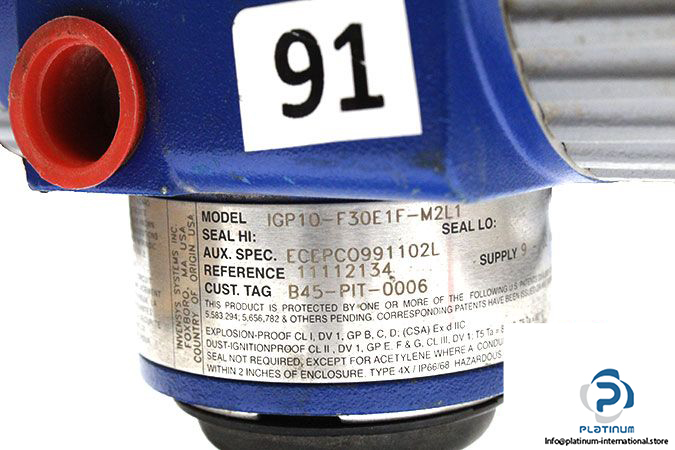 91
MODEL IGP10-F30E1F-M2L1
SEAL HI: SEAL LO:
AUX. SPEC. ECEPCO991102L
SUPPLY 9
REFERENCE 11112134
CUST. TAG B45-PIT-0006
THIS PRODUCT IS PROTECTED BY ONE OR MORE OF THE FOLLOWING U.S PATENTS
5,583,294; 5,656,782 & OTHERS PENDING. CORRESPONDING PATENTS HAVE BEEN ISSUED
EXPLOSION-PROOF CL I, DV 1, GP B, C, D; (CSA) Ex d IIC
DUST-IGNITIONPROOF CL II, DV 1, GP E, F & G, CL III, DV 1; T5 Ta =
SEAL NOT REQUIRED, EXCEPT FOR ACETYLENE WHERE A CONDU
WITHIN 2 INCHES OF ENCLOSURE. TYPE 4X / IP66/68 HAZARDOUS
INVENSYS SYSTEMS INC
FOXBORO, MA USA
COUNTRY OF ORIGIN USA
PLATINUM
Info@platinum-international.store